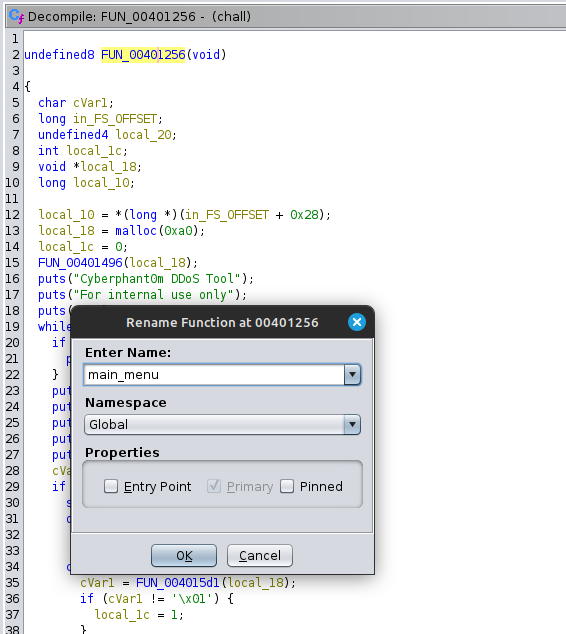 Decompile: FUN_00401256 - (chall)
1
2 undefined8 FUN_00401256(void)
3
4 {
5 char cVar1;
6 long in_FS_OFFSET;
7 undefined4 local_20;
8 int local_1c;
9 void *local_18;
10 long local_10;
11
12 local_10 = *(long *)(in_FS_OFFSET + 0x28);
13 local_18 = malloc(0xa0);
14 local_1c = 0;
15 FUN_00401496(local_18);
16 puts("Cyberphant0m DDoS Tool");
17 puts("For internal use only");
18 puts(
19 while
20 if
21 p
22 }
23 put
24 put
25 put
26 put
27 put
28 cVa
29 if
30 s
31
32
33
34
35 cVar1 = FUN_004015d1(local_18);
36 if (cVar1 != '\x01') {
37 local_1c = 1;
38 }
Rename Function at 00401256
Enter Name:
main_menu
Namespace
Global
Properties
Entry Point Primary Pinned
OK Cancel